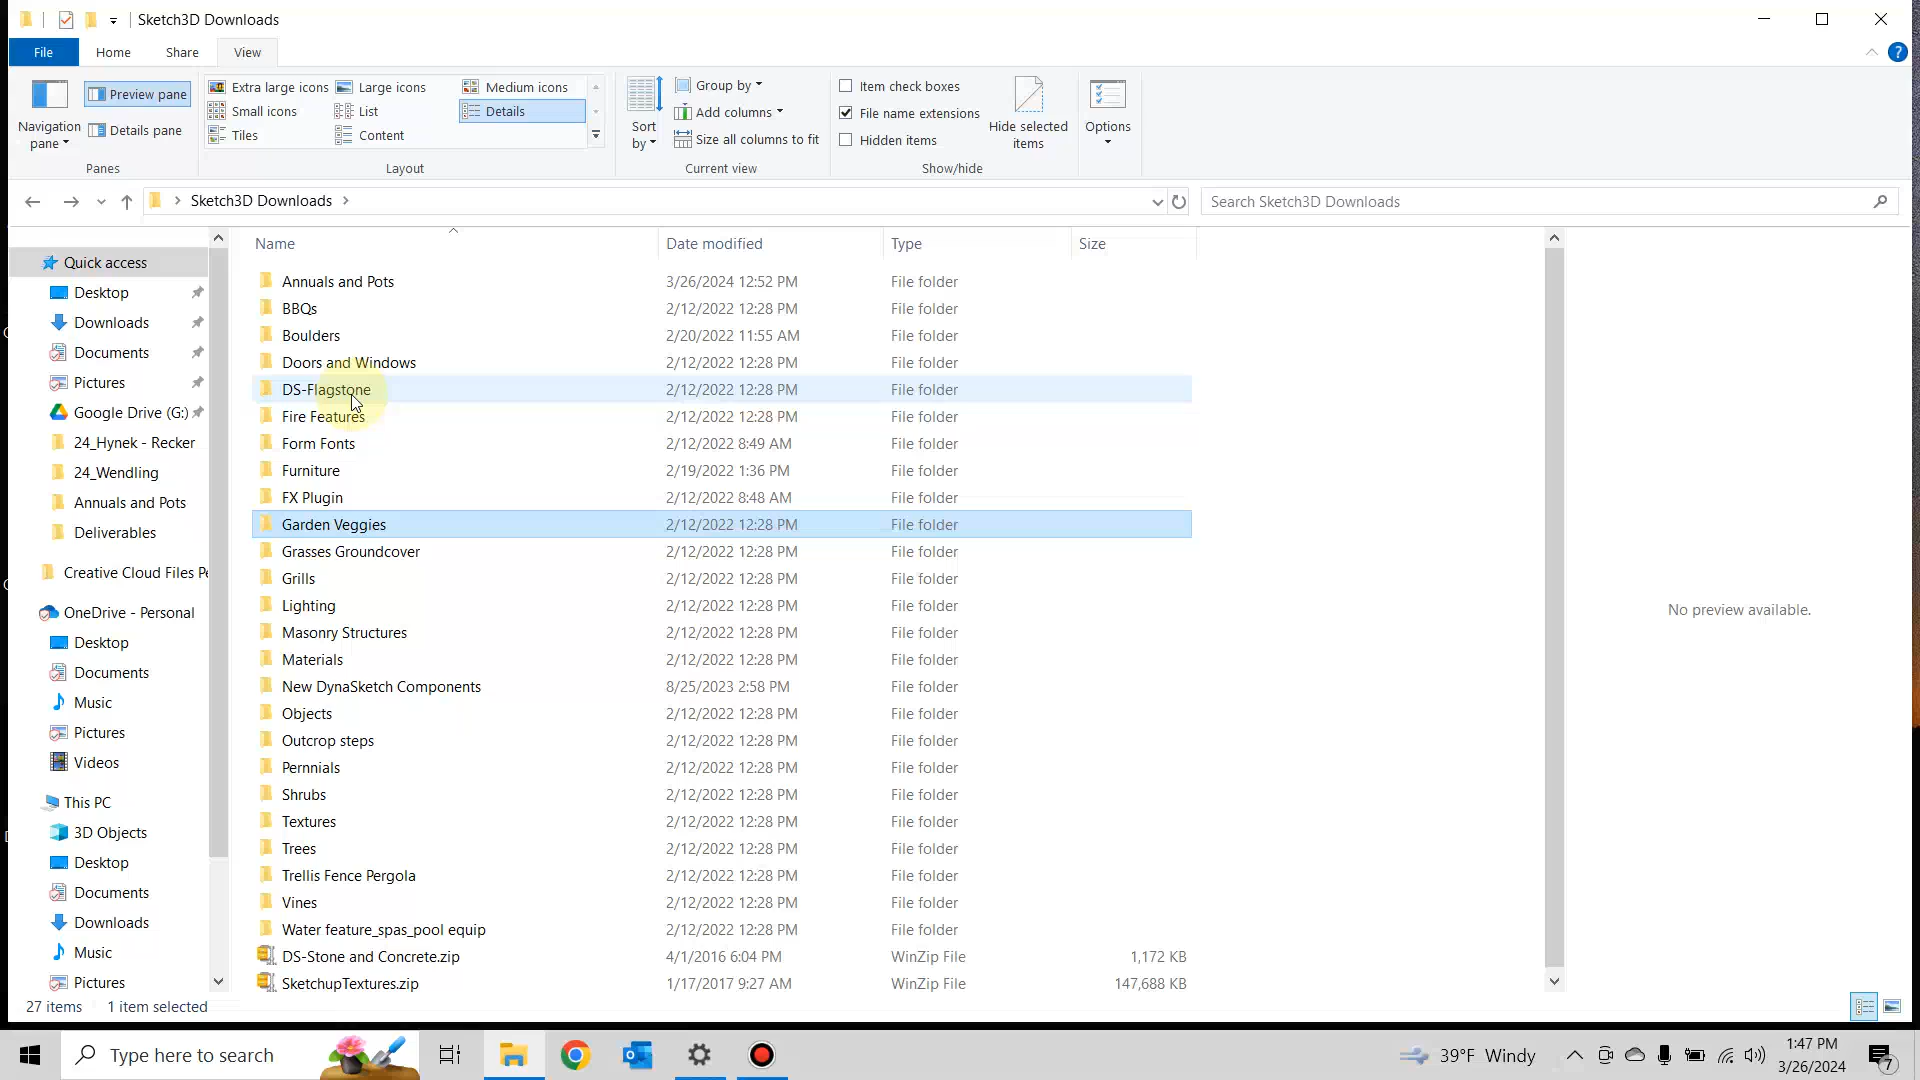 Sketch3D Downloads
File Home Share View
Navigation pane
Preview pane
Details pane
Panes
Extra large icons Large icons Medium icons
Small icons List Details
Tiles Content
Layout
Sort by
Group by
Add columns
Size all columns to fit
Current view
Item check boxes
File name extensions
Hidden items
Hide selected items
Show/hide
Options
Sketch3D Downloads
Search Sketch3D Downloads
Quick access
Desktop
Downloads
Documents
Pictures
Google Drive (G:)
24_Hynek - Recker
24_Wendling
Annuals and Pots
Deliverables
Creative Cloud Files Pe
OneDrive - Personal
Desktop
Documents
Music
Pictures
Videos
This PC
3D Objects
Desktop
Documents
Downloads
Music
Pictures
Name Date modified Type Size
Annuals and Pots 3/26/2024 12:52 PM File folder
BBQs 2/12/2022 12:28 PM File folder
Boulders 2/20/2022 11:55 AM File folder
Doors and Windows 2/12/2022 12:28 PM File folder
DS-Flagstone 2/12/2022 12:28 PM File folder
Fire Features 2/12/2022 12:28 PM File folder
Form Fonts 2/12/2022 8:49 AM File folder
Furniture 2/19/2022 1:36 PM File folder
FX Plugin 2/12/2022 8:48 AM File folder
Garden Veggies 2/12/2022 12:28 PM File folder
Grasses Groundcover 2/12/2022 12:28 PM File folder
Grills 2/12/2022 12:28 PM File folder
Lighting 2/12/2022 12:28 PM File folder
Masonry Structures 2/12/2022 12:28 PM File folder
Materials 2/12/2022 12:28 PM File folder
New DynaSketch Components 8/25/2023 2:58 PM File folder
Objects 2/12/2022 12:28 PM File folder
Outcrop steps 2/12/2022 12:28 PM File folder
Pernnials 2/12/2022 12:28 PM File folder
Shrubs 2/12/2022 12:28 PM File folder
Textures 2/12/2022 12:28 PM File folder
Trees 2/12/2022 12:28 PM File folder
Trellis Fence Pergola 2/12/2022 12:28 PM File folder
Vines 2/12/2022 12:28 PM File folder
Water feature_spas_pool equip 2/12/2022 12:28 PM File folder
DS-Stone and Concrete.zip 4/1/2016 6:04 PM WinZip File 1,172 KB
SketchupTextures.zip 1/17/2017 9:27 AM WinZip File 147,688 KB
No preview available.
27 items 1 item selected
Type here to search
39°F Windy
1:47 PM
3/26/2024
7